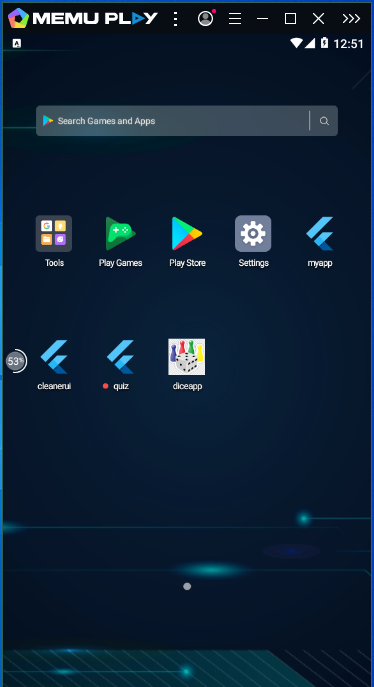 MEMU PLAY
A
12:51
Search Games and Apps
Tools
Play Games
Play Store
Settings
myapp
53%
cleanerui
quiz
diceapp